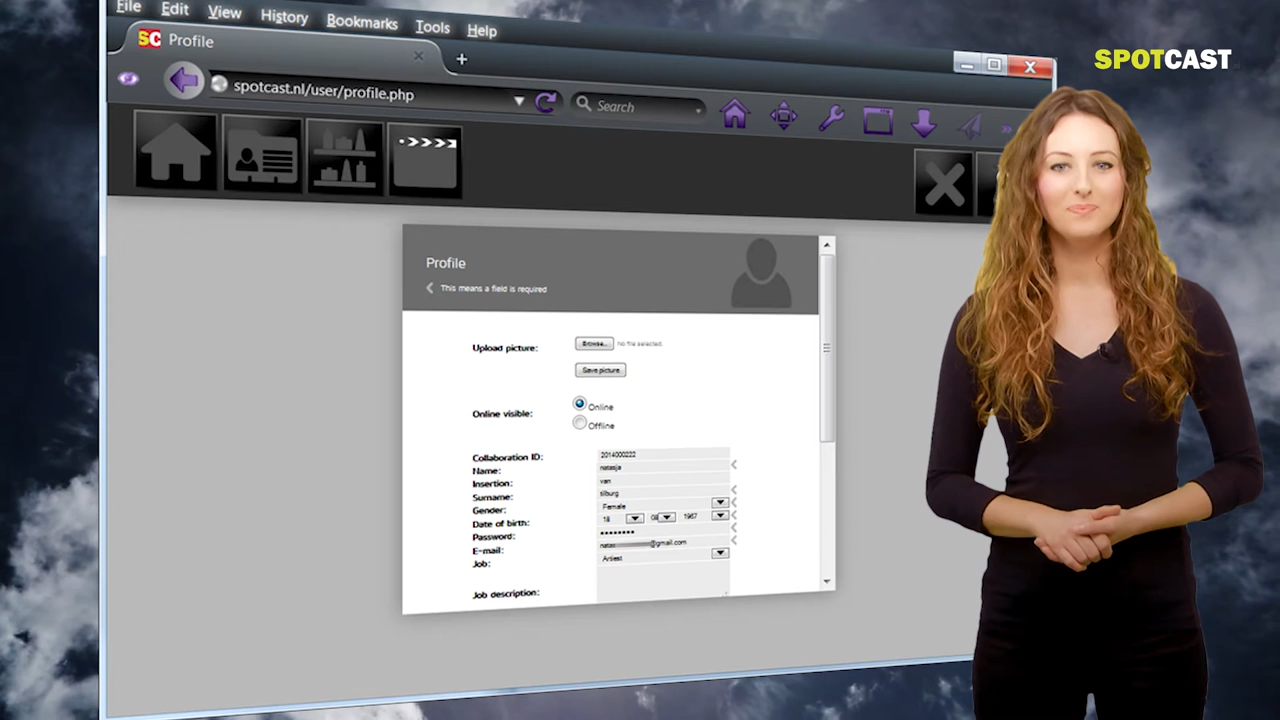 File Edit View History Bookmarks Tools Help
SC Profile
SPOTCAST
spotcast.nl/user/profile.php
Search
Profile
This means a field is required
Upload picture: Browse... No file selected.
Save picture
Online visible: Online
Offline
Collaboration ID: 2014000222
Name: natasja
Insertion: van
Surname: tilburg
Gender: Female
Date of birth: 18 08 1967
Password: ••••••••
E-mail: @gmail.com
Job: Artiest
Job description: